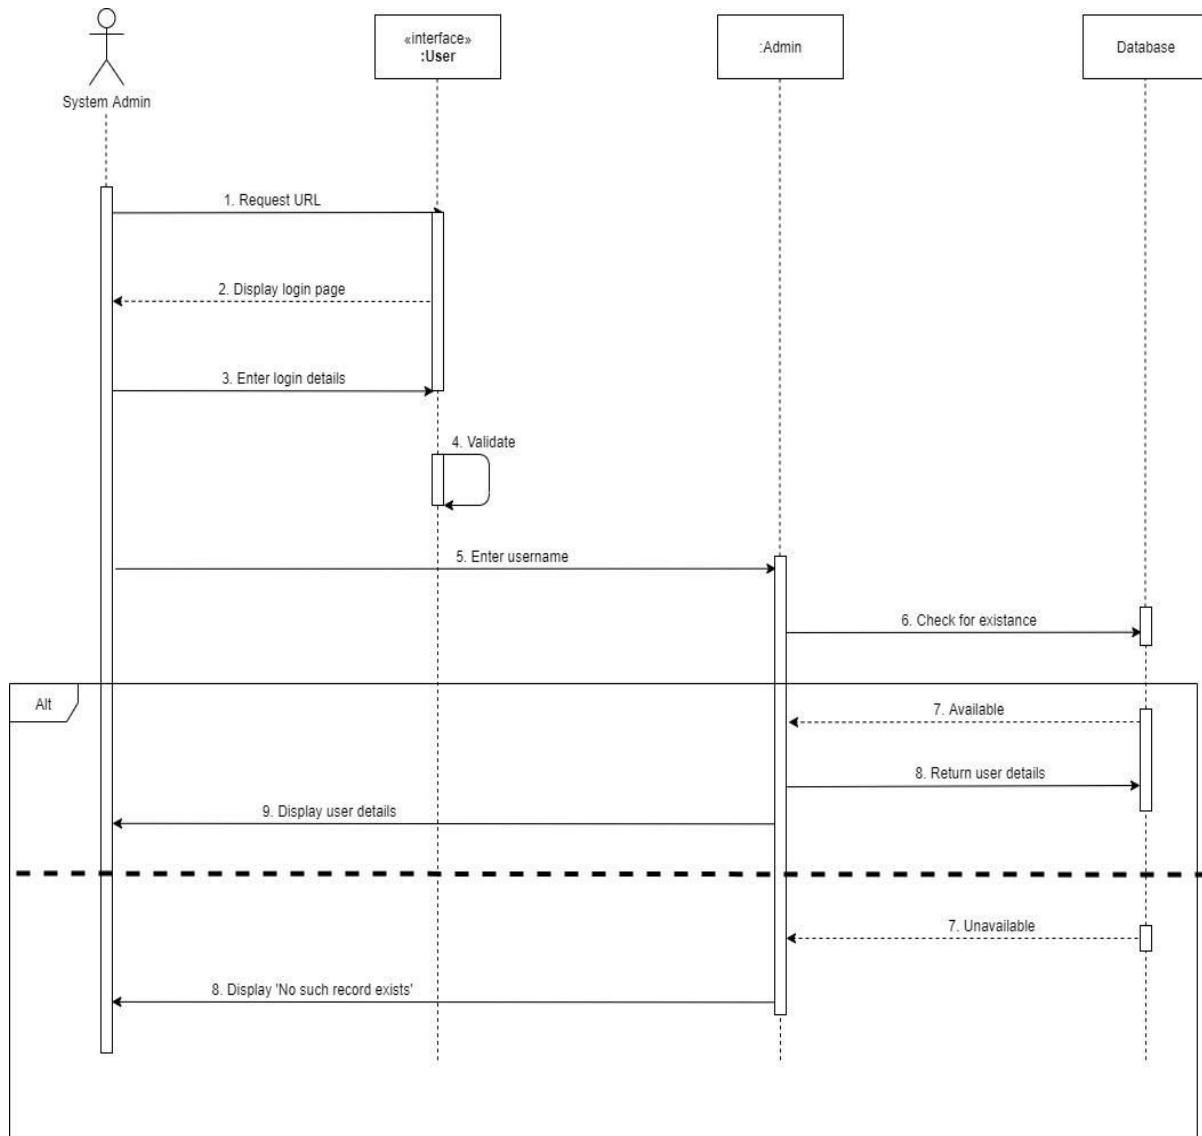 «interface»
:User
:Admin
Database
System Admin
1. Request URL
2. Display login page
3. Enter login details
4. Validate
5. Enter username
6. Check for existance
Alt
7. Available
8. Return user details
9. Display user details
7. Unavailable
8. Display 'No such record exists'